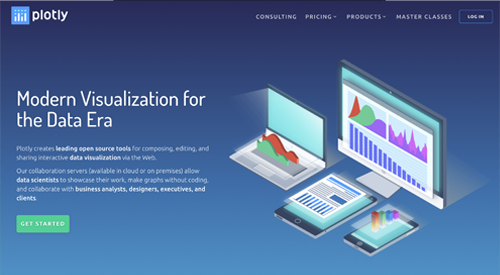 plotly
CONSULTING PRICING PRODUCTS MASTER CLASSES LOG IN
Modern Visualization for
the Data Era
Plotly creates leading open source tools for composing, editing, and
sharing interactive data visualization via the Web.
Our collaboration servers (available in cloud or on premises) allow
data scientists to showcase their work, make graphs without coding,
and collaborate with business analysts, designers, executives, and
clients.
GET STARTED